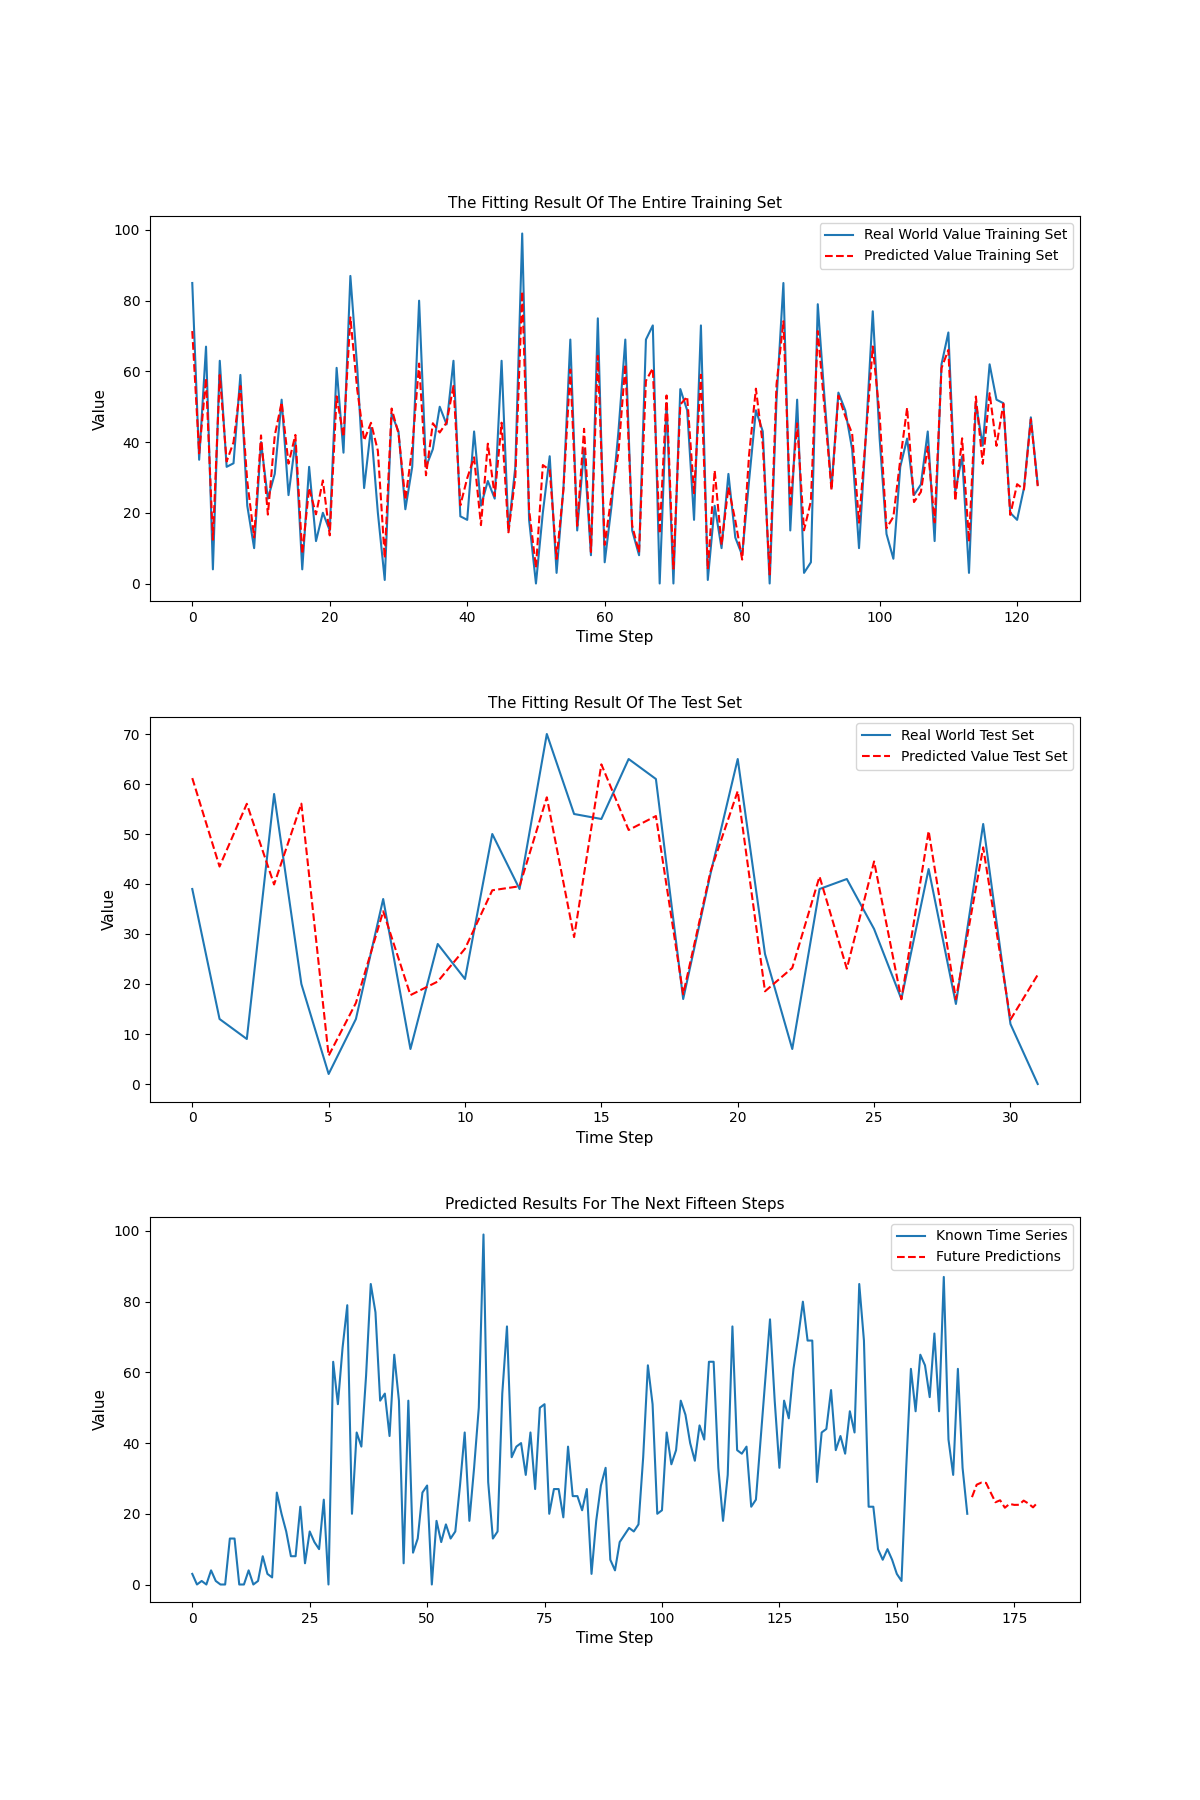 The Fitting Result Of The Entire Training Set
Real World Value Training Set
Predicted Value Training Set
Value
100
80
60
40
20
0
0 20 40 60 80 100 120
Time Step
The Fitting Result Of The Test Set
Real World Test Set
Predicted Value Test Set
Value
70
60
50
40
30
20
10
0
0 5 10 15 20 25 30
Time Step
Predicted Results For The Next Fifteen Steps
Known Time Series
Future Predictions
Value
100
80
60
40
20
0
0 25 50 75 100 125 150 175
Time Step